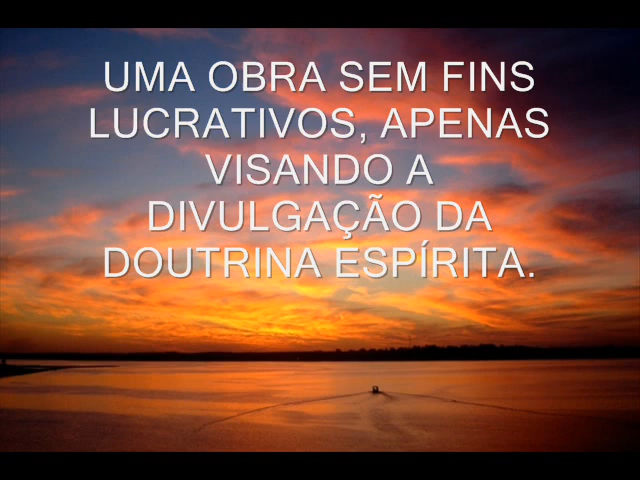 UMA OBRA SEM FINS
LUCRATIVOS, APENAS
VISANDO A
DIVULGAÇÃO DA
DOUTRINA ESPÍRITA.